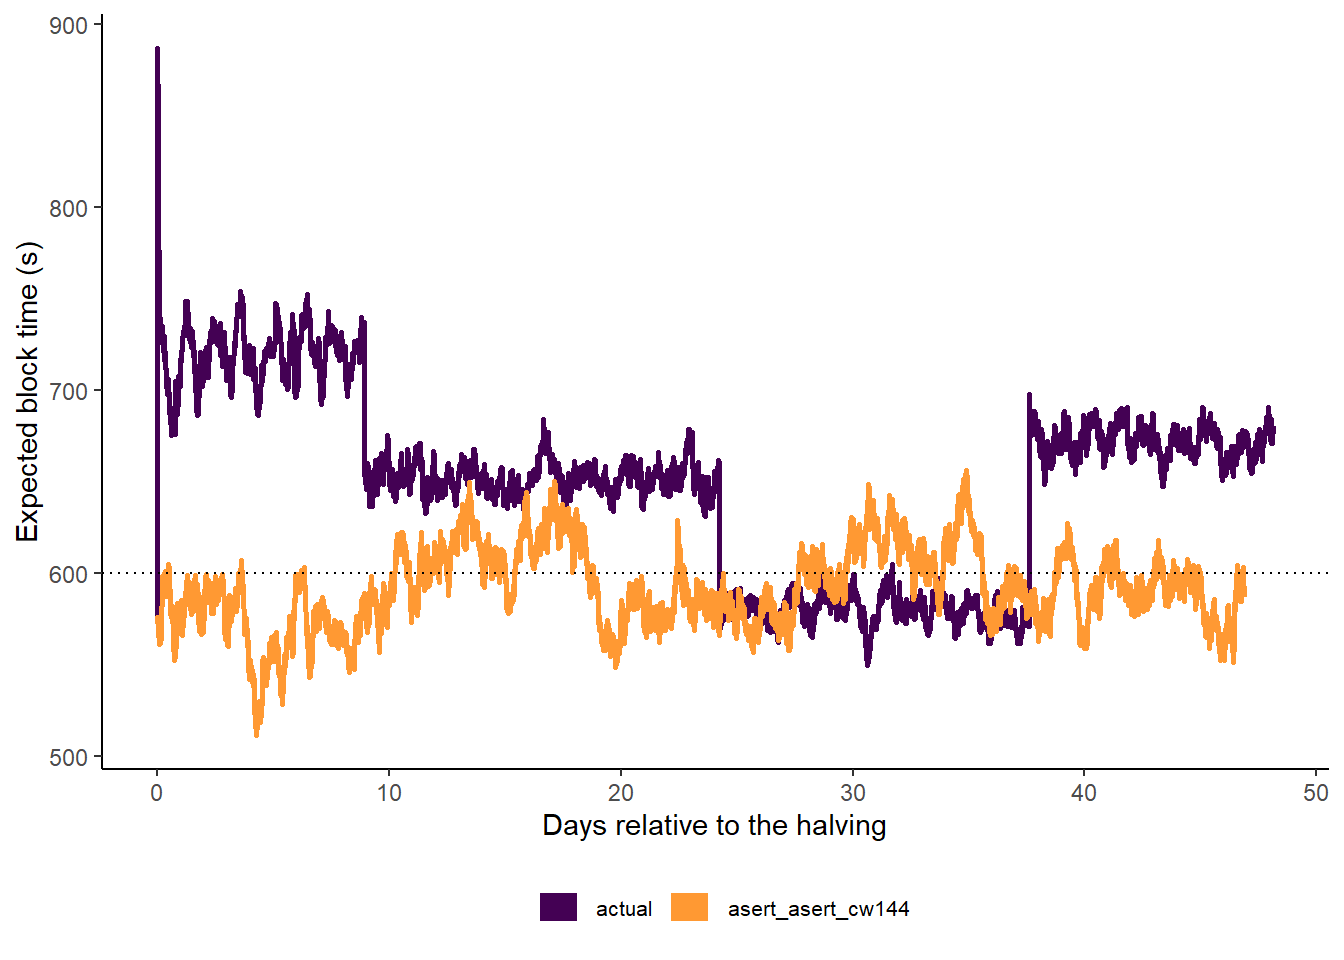 Expected block time (s)
900
800
700
600
500
0 10 20 30 40 50
Days relative to the halving
actual asert_asert_cw144